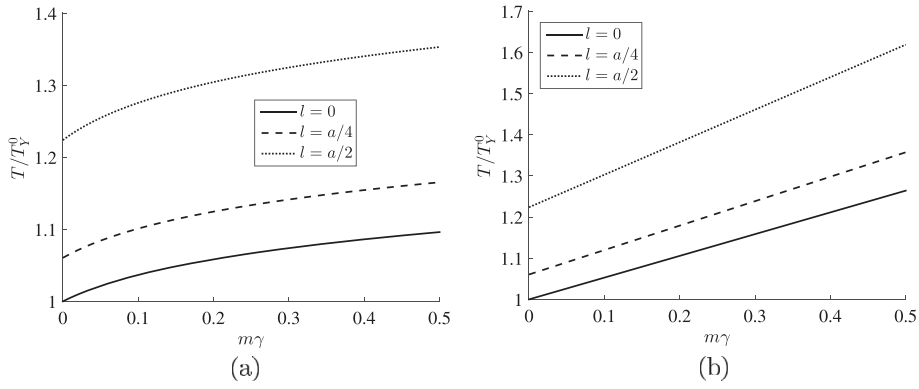 1.4
1.3
1.2
1.1
1
T/T_Y^0
l = 0
l = a/4
l = a/2
0 0.1 0.2 0.3 0.4 0.5
mγ
(a)
1.7
1.6
1.5
1.4
1.3
1.2
1.1
1
T/T_Y^0
l = 0
l = a/4
l = a/2
0 0.1 0.2 0.3 0.4 0.5
mγ
(b)